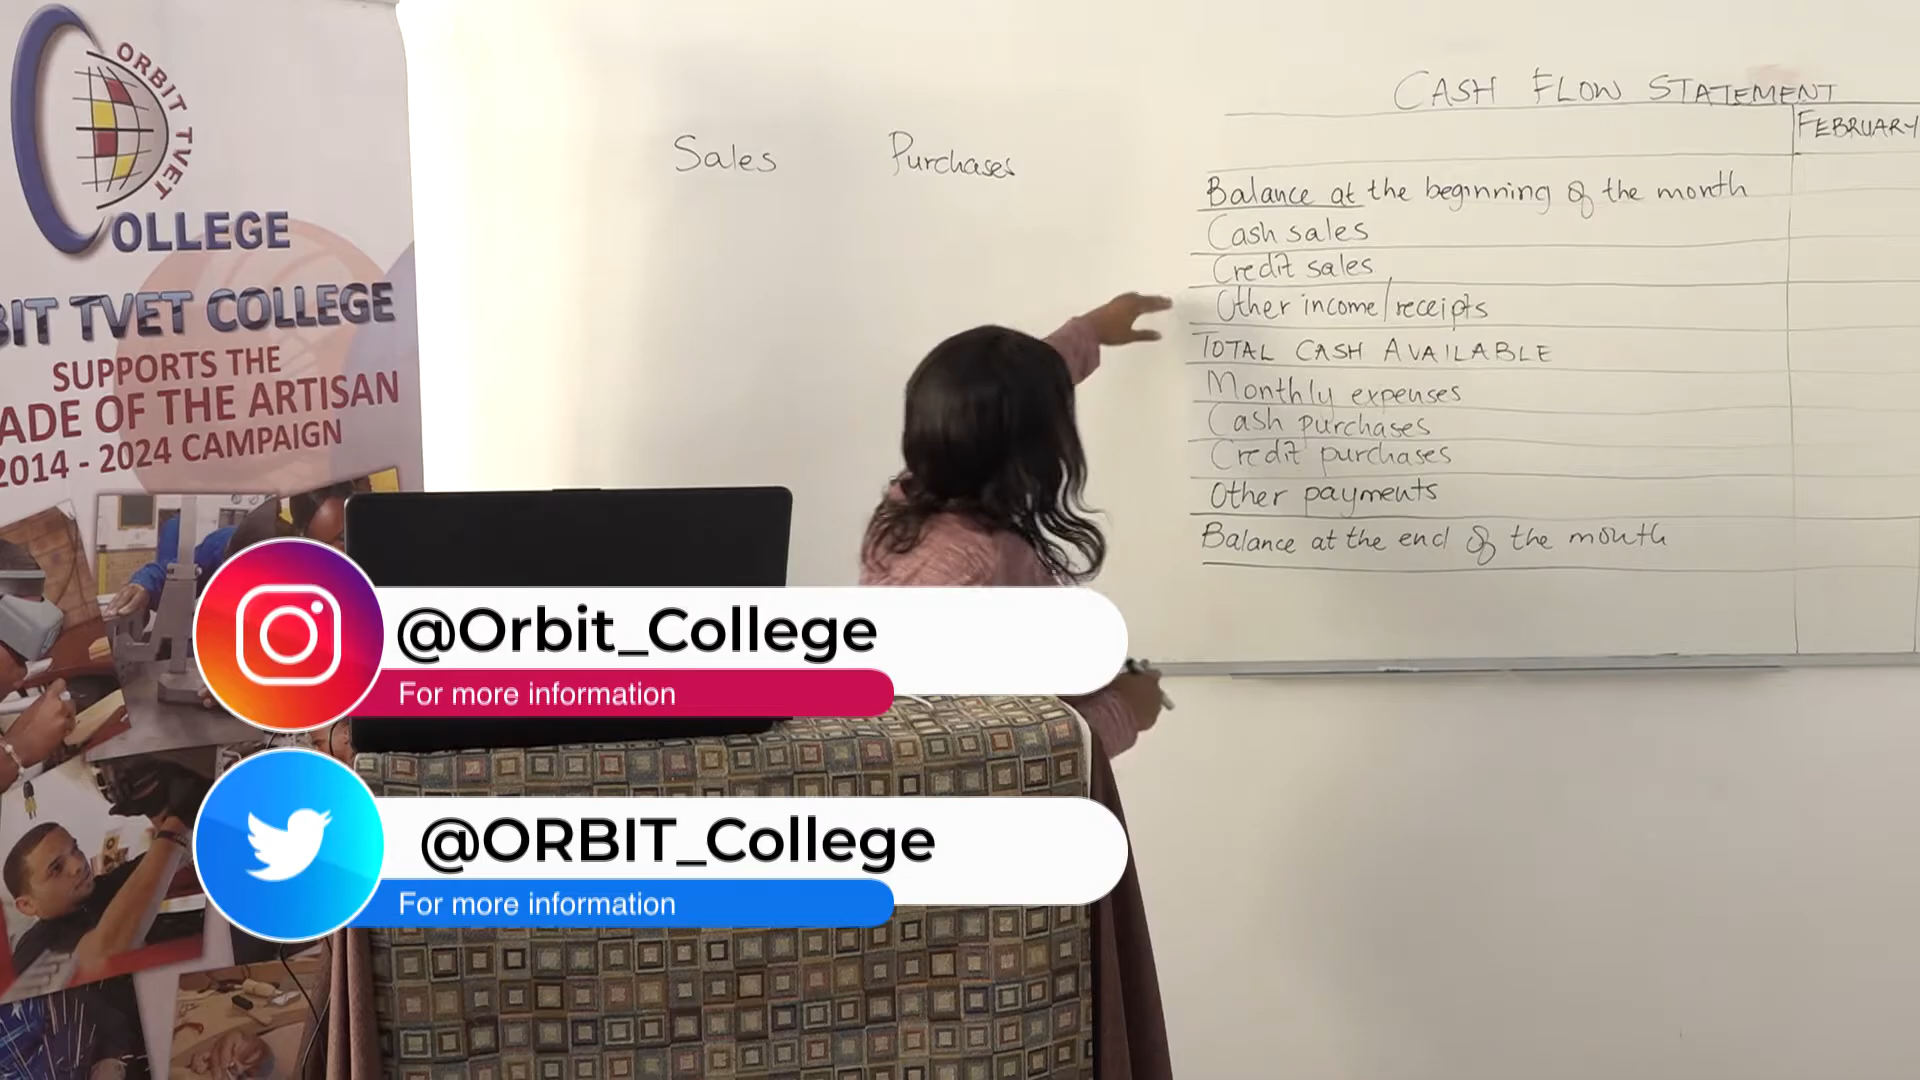 ORBIT TVET
COLLEGE
BIT TVET COLLEGE
SUPPORTS THE
ADE OF THE ARTISAN
2014 - 2024 CAMPAIGN
Sales Purchases
CASH FLOW STATEMENT
FEBRUARY
Balance at the beginning of the month
Cash sales
Credit sales
Other income/receipts
TOTAL CASH AVAILABLE
Monthly expenses
Cash purchases
Credit purchases
Other payments
Balance at the end of the month
@Orbit_College
For more information
@ORBIT_College
For more information